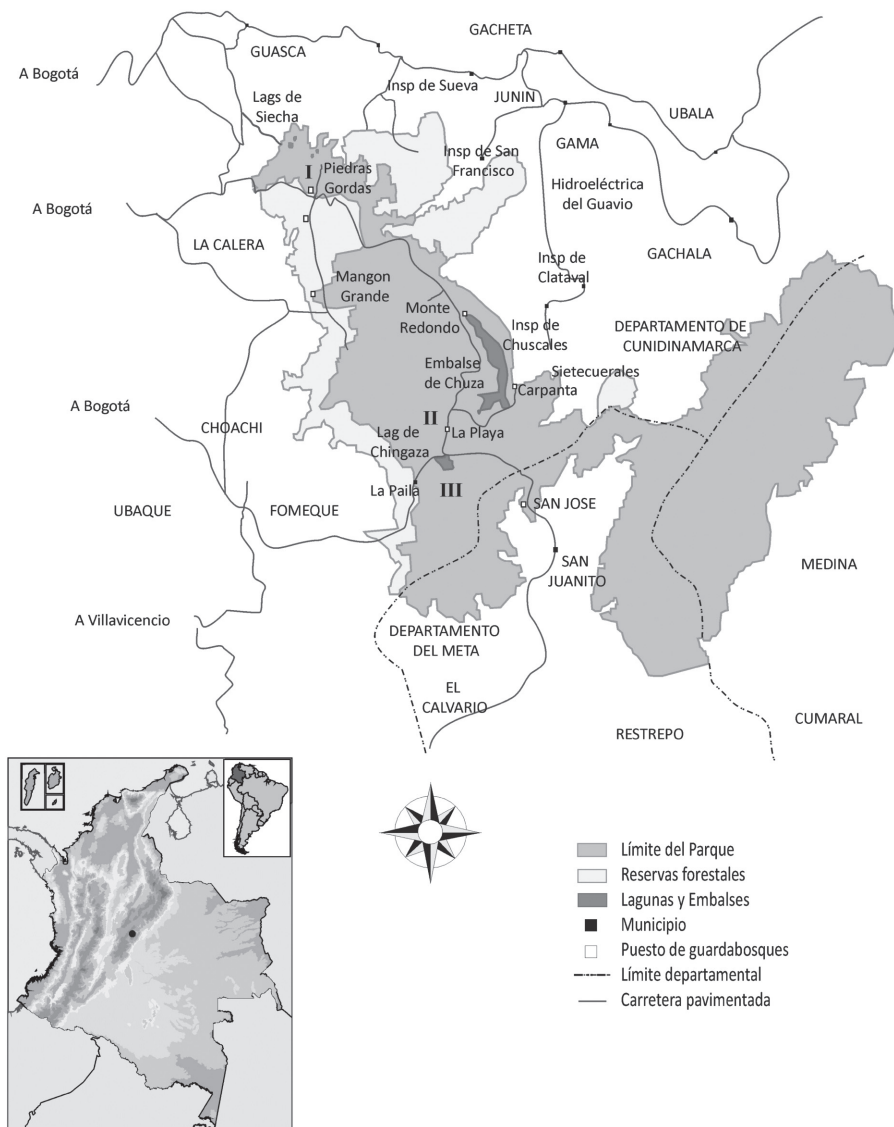 GACHETA
GUASCA
A Bogotá
Insp de Sueva
Lags de
Siecha
JUNIN
UBALA
GAMA
Insp de San
Francisco
I
Piedras
Gordas
Hidroeléctrica
del Guavio
A Bogotá
LA CALERA
GACHALA
Insp de
Clataval
Mangon
Grande
Monte
Redondo
Insp de
Chuscales
DEPARTAMENTO DE
CUNIDINAMARCA
Embalse
de Chuza
Sietecuerales
Carpanta
A Bogotá
II
CHOACHI
Lag de
Chingaza
La Playa
La Paila
III
UBAQUE
FOMEQUE
SAN JOSE
SAN
JUANITO
MEDINA
A Villavicencio
DEPARTAMENTO
DEL META
EL
CALVARIO
RESTREPO
CUMARAL
Límite del Parque
Reservas forestales
Lagunas y Embalses
Municipio
Puesto de guardabosques
Límite departamental
Carretera pavimentada